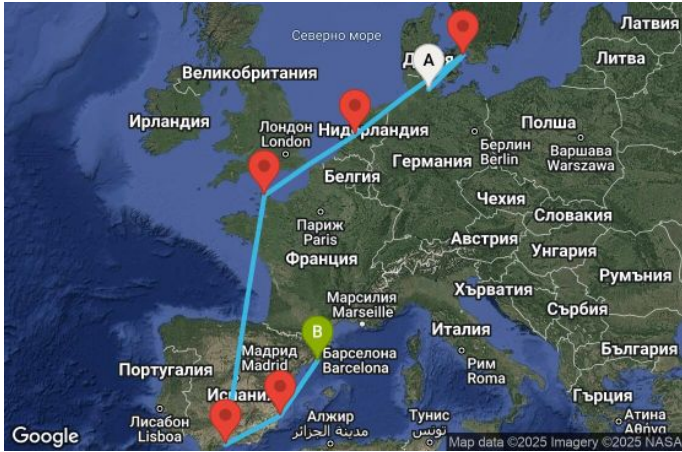 Латвия
Северно море
A
Литва
Великобритания
Ирландия
Лондон
London
Полша
Берлин
Berlin
Варшава
Warszawa
Германия
Белгия
Чехия
Словакия
Париж
Paris
Австрия
Унгария
Франция
Румъния
Хърватия
Марсилия
Marseille
Сърбия
B
Италия
Мадрид
Madrid
Барселона
Barcelona
България
Португалия
Рим
Roma
Гърция
Лисабон
Lisboa
Алжир
مدينة الجزائر
Тунис
تونس
Атина
Αθήνα
Google
Map data ©2025 Imagery ©2025 NASA